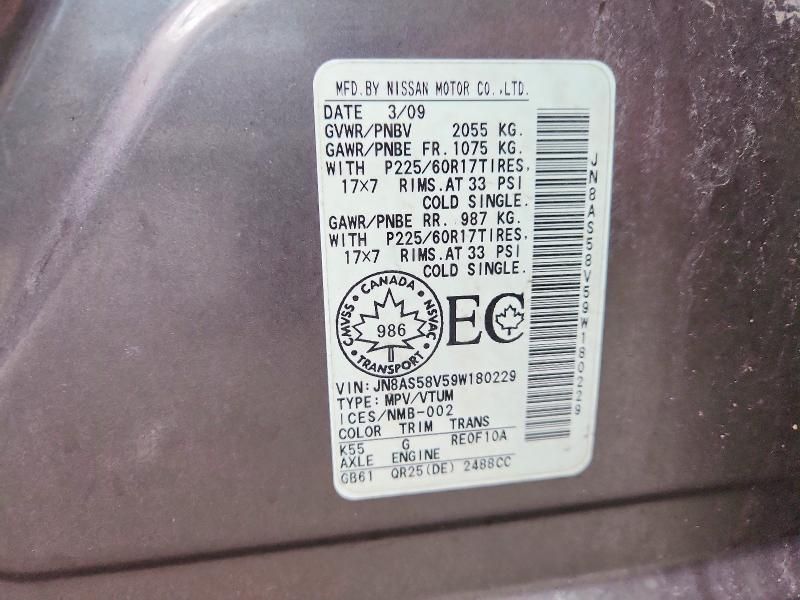 MFD.BY NISSAN MOTOR CO.,LTD.
DATE 3/09
GVWR/PNBV 2055 KG.
GAWR/PNBE FR. 1075 KG.
WITH P225/60R17TIRES,
17×7 RIMS.AT 33 PSI
COLD SINGLE.
GAWR/PNBE RR. 987 KG.
WITH P225/60R17TIRES,
17×7 RIMS.AT 33 PSI
COLD SINGLE.
CANADA
CMVSS
NSVAC
986
TRANSPORT
EC
VIN: JN8AS58V59W180229
TYPE: MPV/VTUM
ICES/NMB-002
COLOR TRIM TRANS
K55 G RE0F10A
AXLE ENGINE
GB61 QR25(DE) 2488CC
JN8AS58V59W180229